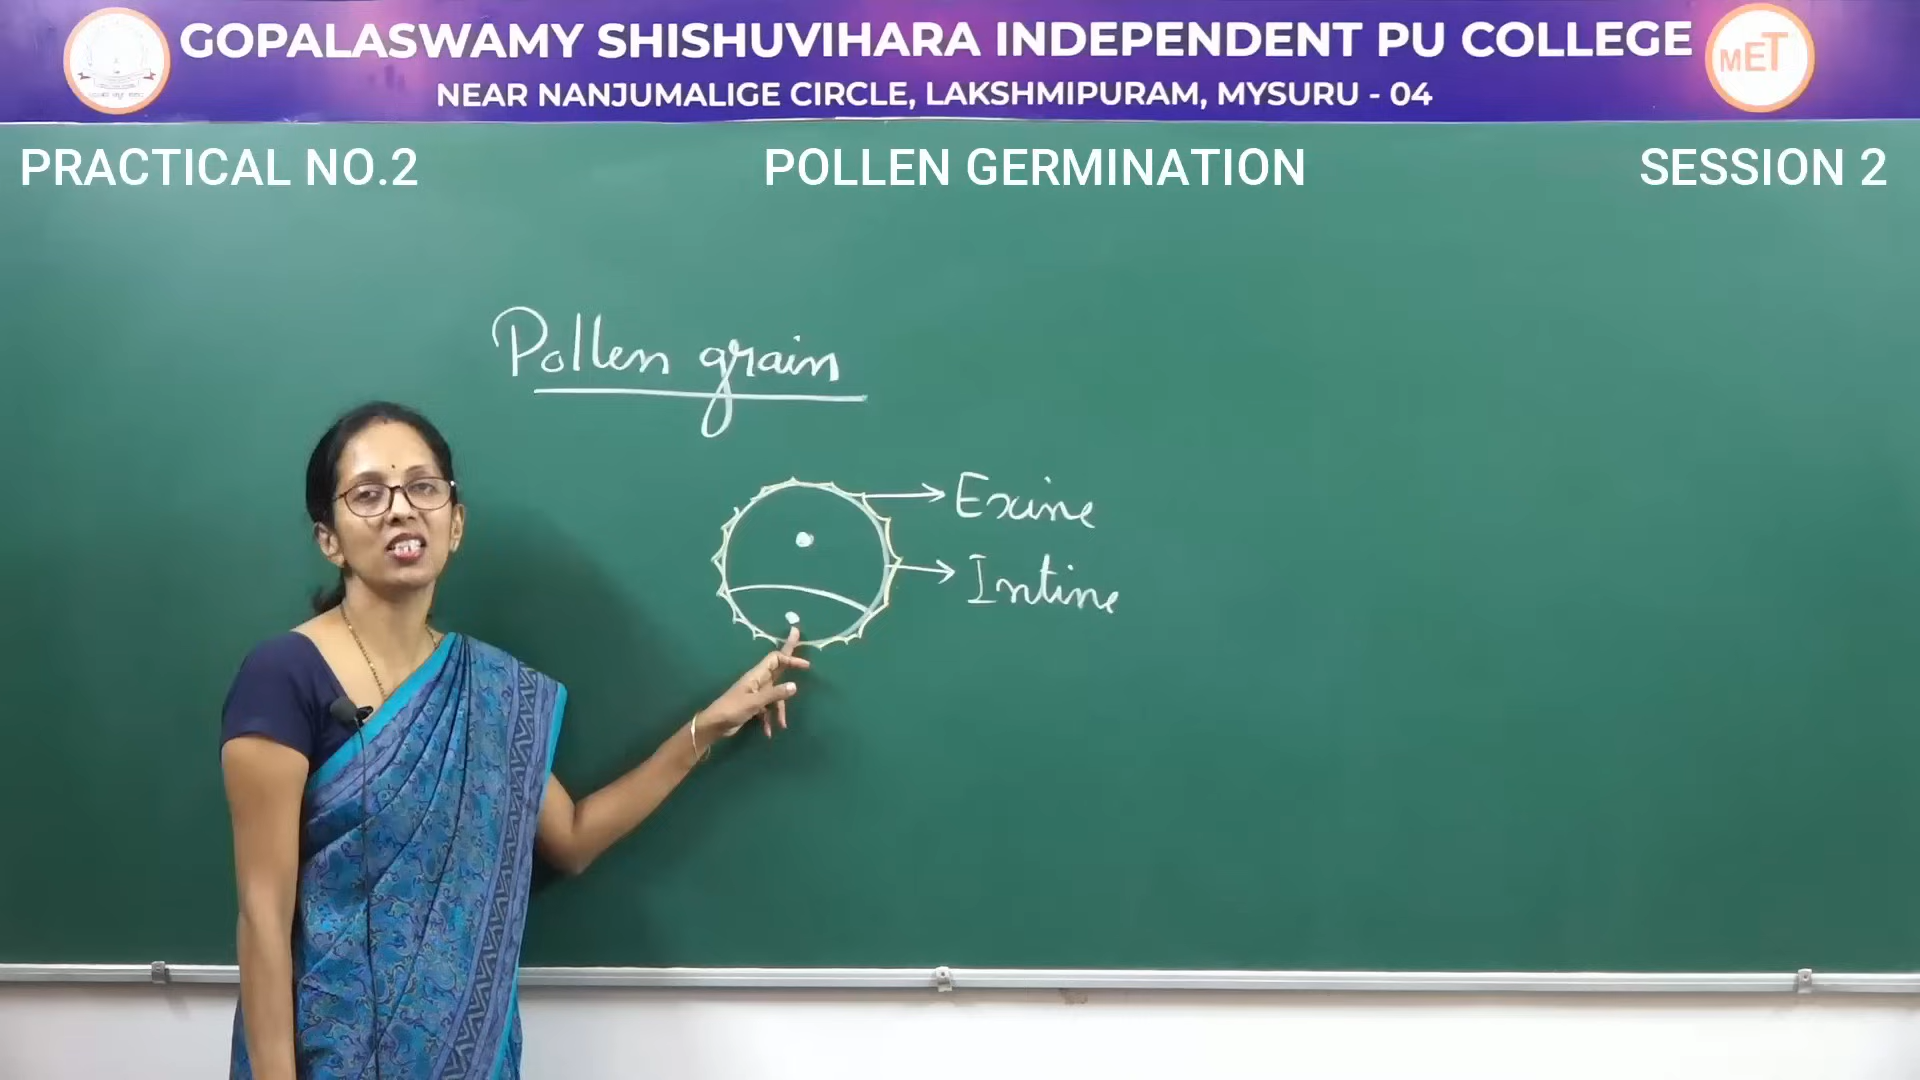 GOPALASWAMY SHISHUVIHARA INDEPENDENT PU COLLEGE
MET
NEAR NANJUMALIGE CIRCLE, LAKSHMIPURAM, MYSURU - 04
PRACTICAL NO.2 POLLEN GERMINATION SESSION 2
Pollen grain
Exine
Intine